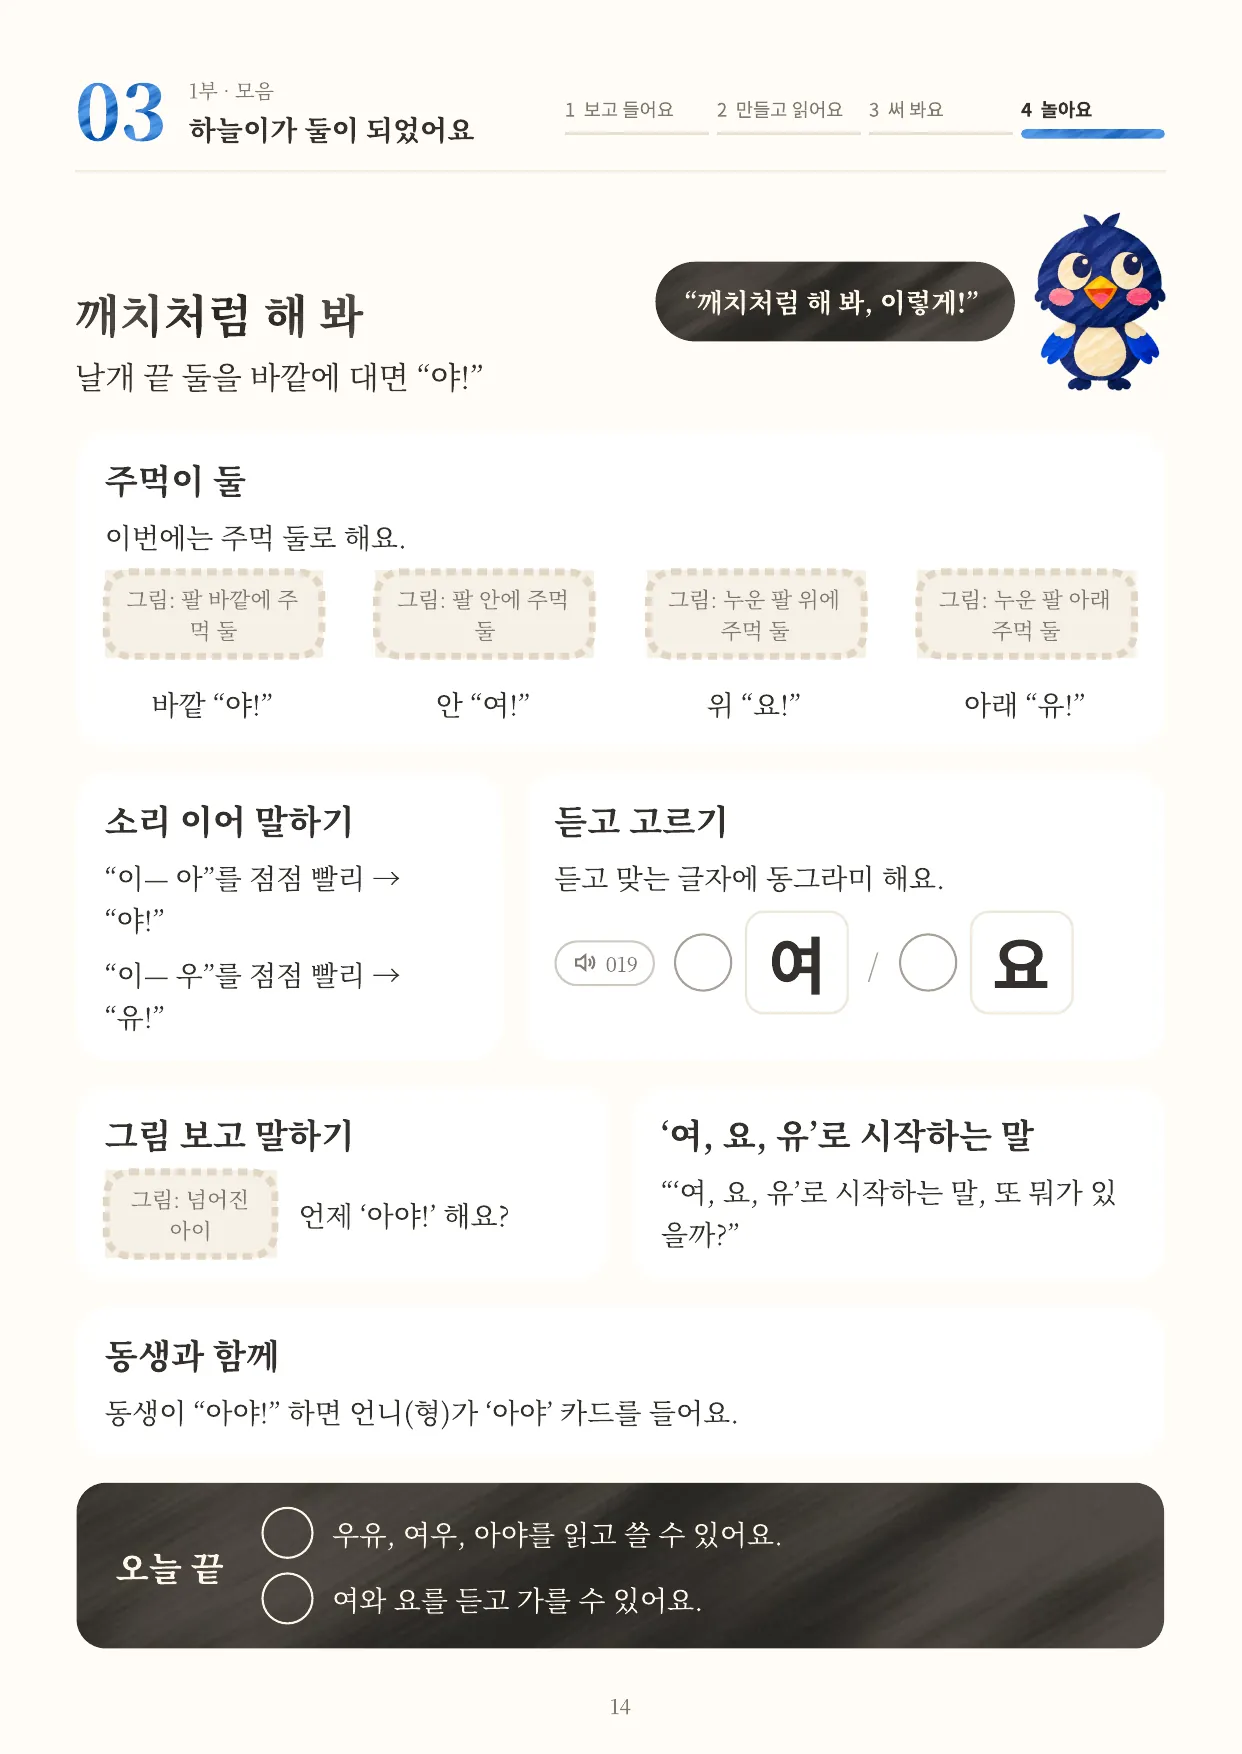 03
1부 · 모음
하늘이가 둘이 되었어요
1 보고 들어요
2 만들고 읽어요
3 써 봐요
4 놀아요
“깨치처럼 해 봐, 이렇게!”
깨치처럼 해 봐
날개 끝 둘을 바깥에 대면 “야!”
주먹이 둘
이번에는 주먹 둘로 해요.
그림: 팔 바깥에 주
먹 둘
그림: 팔 안에 주먹
둘
그림: 누운 팔 위에
주먹 둘
그림: 누운 팔 아래
주먹 둘
바깥 “야!”
안 “여!”
위 “요!”
아래 “유!”
소리 이어 말하기
“이— 아”를 점점 빨리 →
“야!”
“이— 우”를 점점 빨리 →
“유!”
듣고 고르기
듣고 맞는 글자에 동그라미 해요.
019
여 / 요
그림 보고 말하기
그림: 넘어진
아이
언제 ‘아야!’ 해요?
‘여, 요, 유’로 시작하는 말
“‘여, 요, 유’로 시작하는 말, 또 뭐가 있
을까?”
동생과 함께
동생이 “아야!” 하면 언니(형)가 ‘아야’ 카드를 들어요.
오늘 끝
우유, 여우, 아야를 읽고 쓸 수 있어요.
여와 요를 듣고 가를 수 있어요.
14